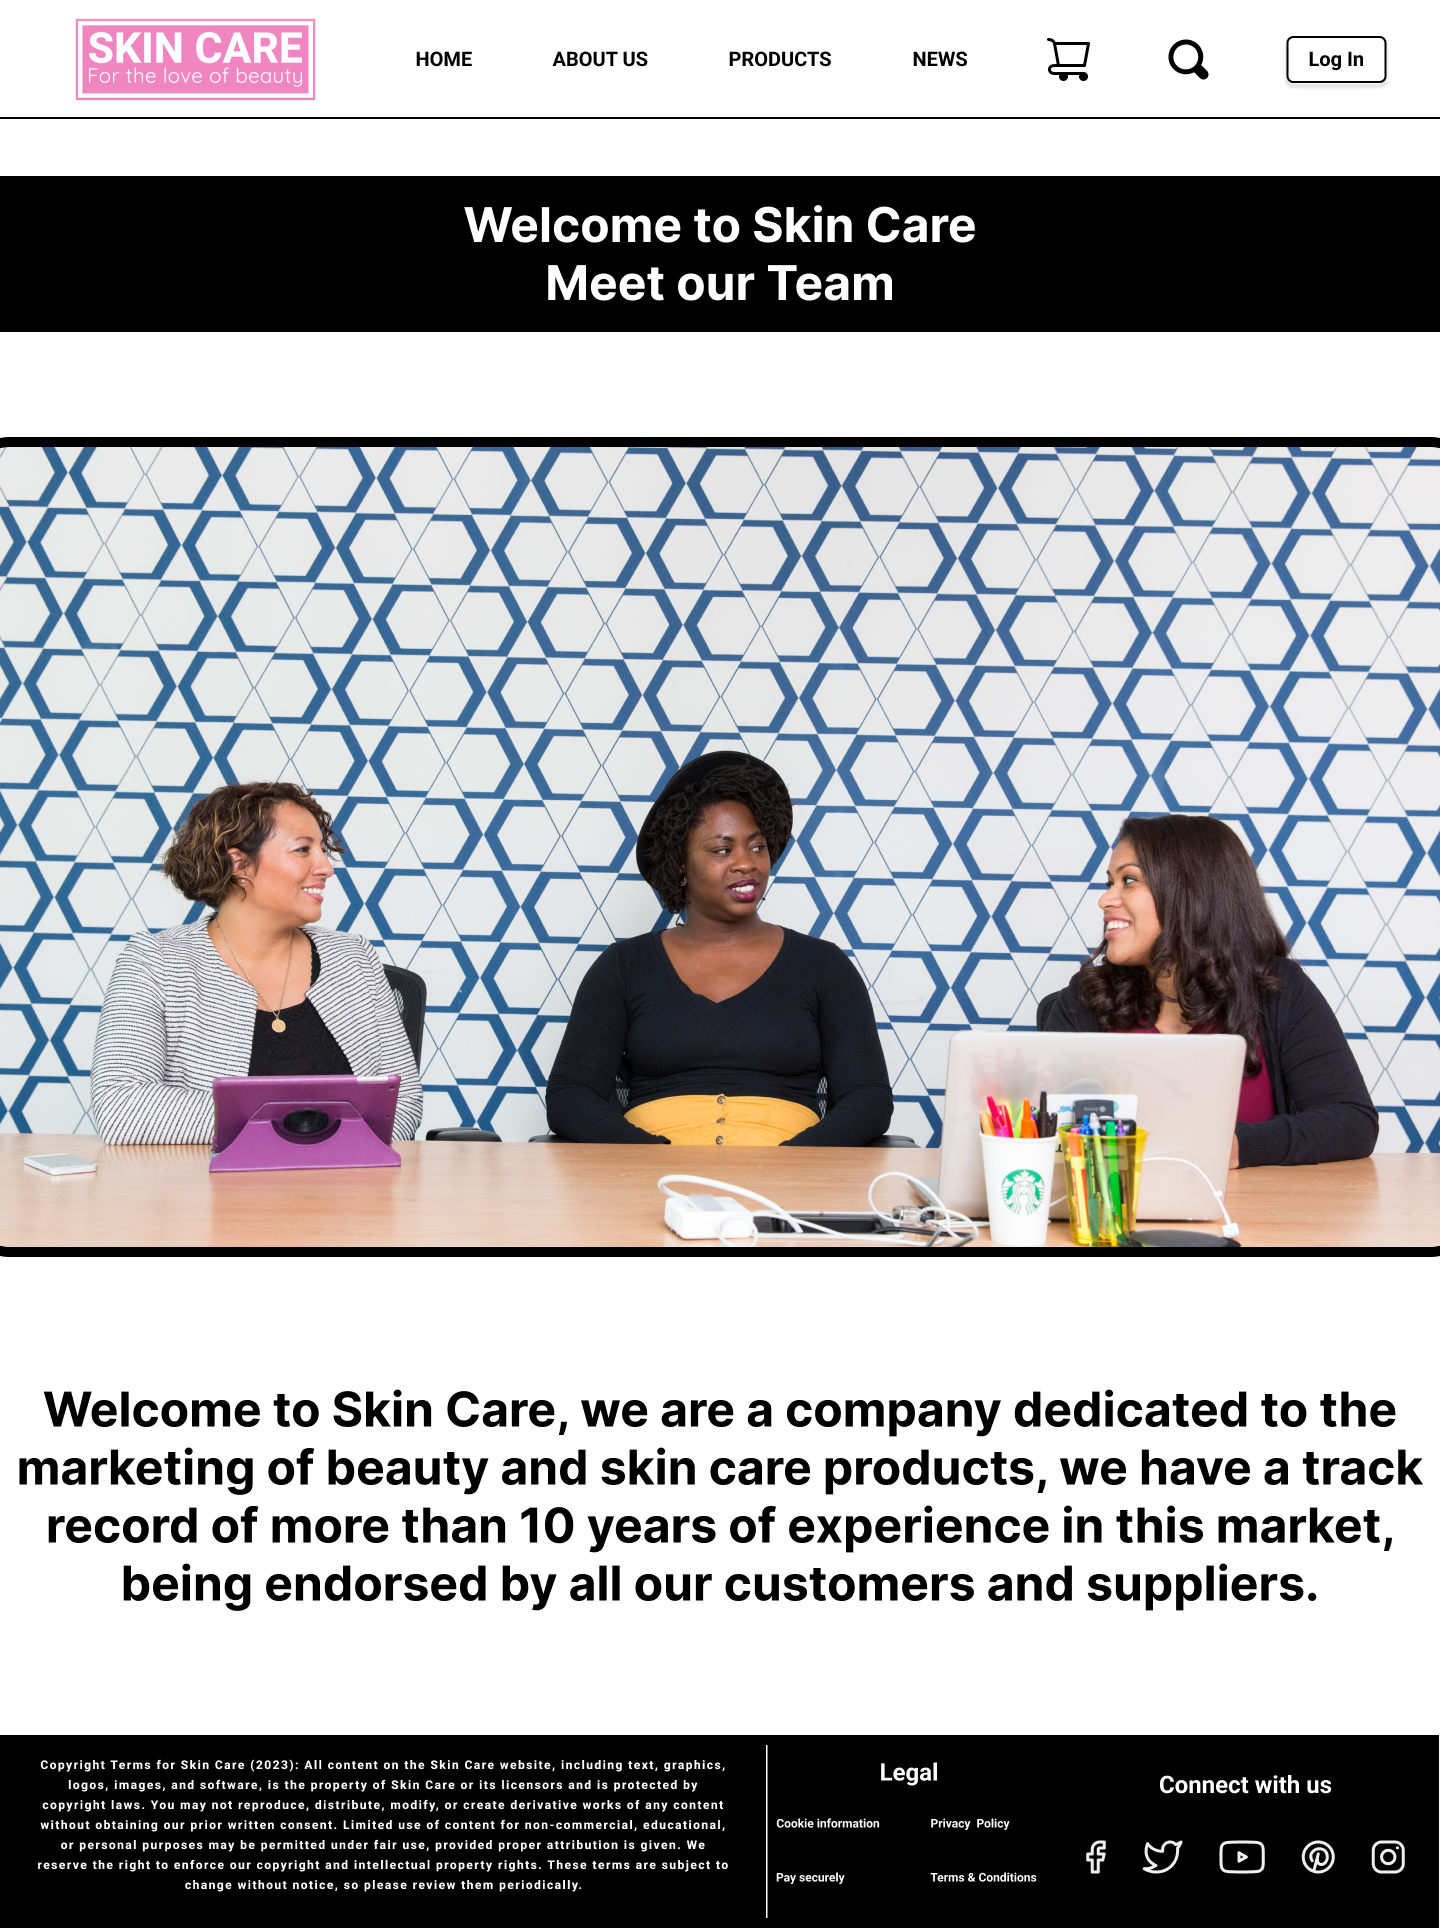 SKIN CARE
For the love of beauty
HOME
ABOUT US
PRODUCTS
NEWS
Log In
Welcome to Skin Care
Meet our Team
Welcome to Skin Care, we are a company dedicated to the
marketing of beauty and skin care products, we have a track
record of more than 10 years of experience in this market,
being endorsed by all our customers and suppliers.
Copyright Terms for Skin Care (2023): All content on the Skin Care website, including text, graphics,
logos, images, and software, is the property of Skin Care or its licensors and is protected by
copyright laws. You may not reproduce, distribute, modify, or create derivative works of any content
without obtaining our prior written consent. Limited use of content for non-commercial, educational,
or personal purposes may be permitted under fair use, provided proper attribution is given. We
reserve the right to enforce our copyright and intellectual property rights. These terms are subject to
change without notice, so please review them periodically.
Legal
Cookie information
Privacy Policy
Pay securely
Terms & Conditions
Connect with us